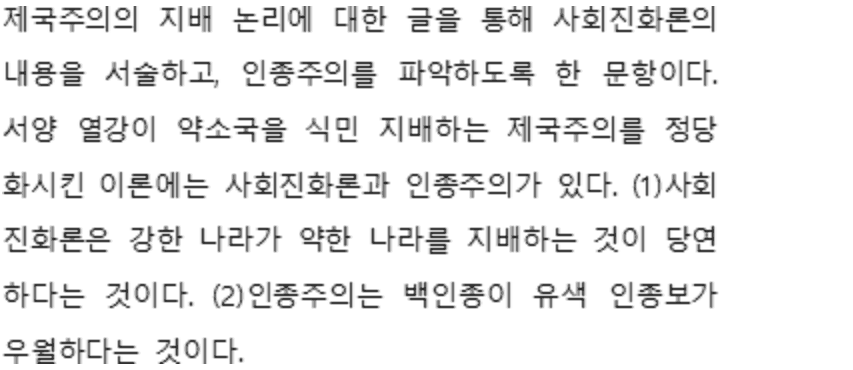 제국주의의 지배 논리에 대한 글을 통해 사회진화론의
내용을 서술하고, 인종주의를 파악하도록 한 문항이다.
서양 열강이 약소국을 식민 지배하는 제국주의를 정당
화시킨 이론에는 사회진화론과 인종주의가 있다. (1)사회
진화론은 강한 나라가 약한 나라를 지배하는 것이 당연
하다는 것이다. (2)인종주의는 백인종이 유색 인종보가
우월하다는 것이다.